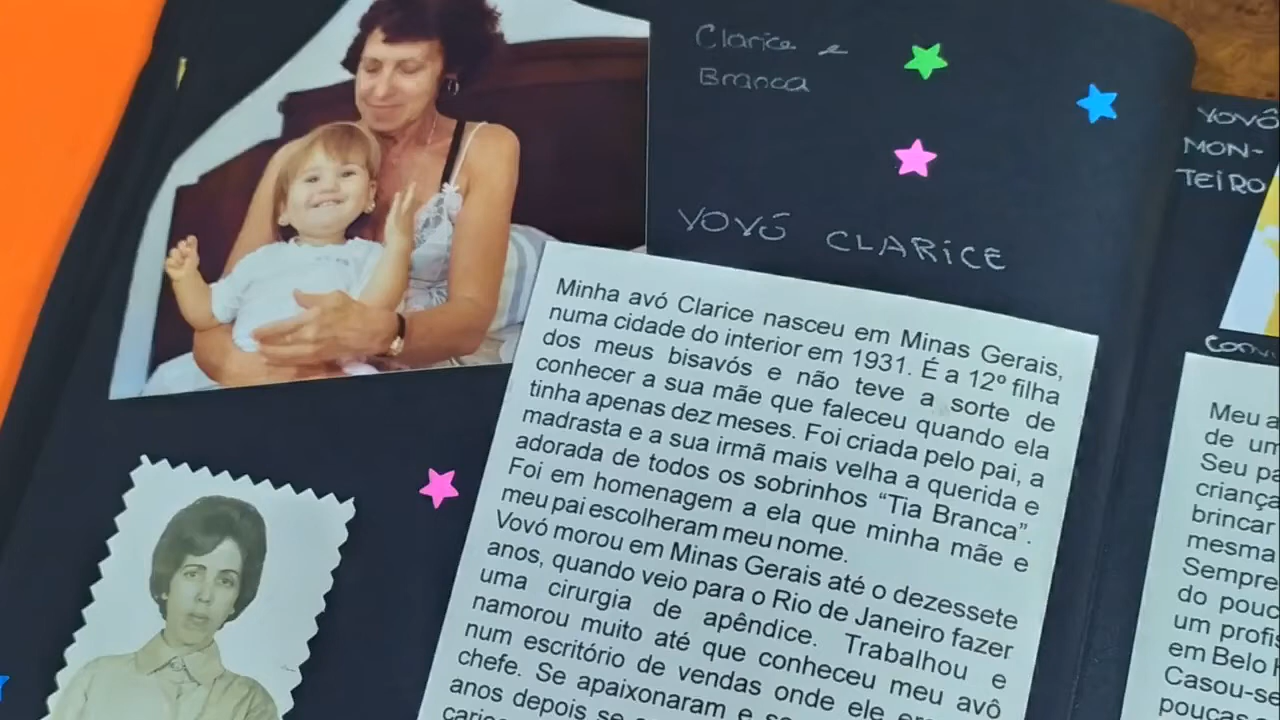 Clarice e
Branca
VOVÓ CLARICE
Minha avó Clarice nasceu em Minas Gerais,
numa cidade do interior em 1931. É a 12º filha
dos meus bisavós e não teve a sorte de
conhecer a sua mãe que faleceu quando ela
tinha apenas dez meses. Foi criada pelo pai, a
madrasta e a sua irmã mais velha a querida e
adorada de todos os sobrinhos “Tia Branca”.
Foi em homenagem a ela que minha mãe e
meu pai escolheram meu nome.
Vovó morou em Minas Gerais até o dezessete
anos, quando veio para o Rio de Janeiro fazer
uma cirurgia de apêndice. Trabalhou e
namorou muito até que conheceu meu avô
num escritório de vendas onde ele era
chefe. Se apaixonaram e
anos depois se
VOVÔ
MON-
TEIRO
Meu a
de um
Seu pa
criança
brincar
mesma
Sempre
do pouc
um profis
em Belo
Casou-se
poucas